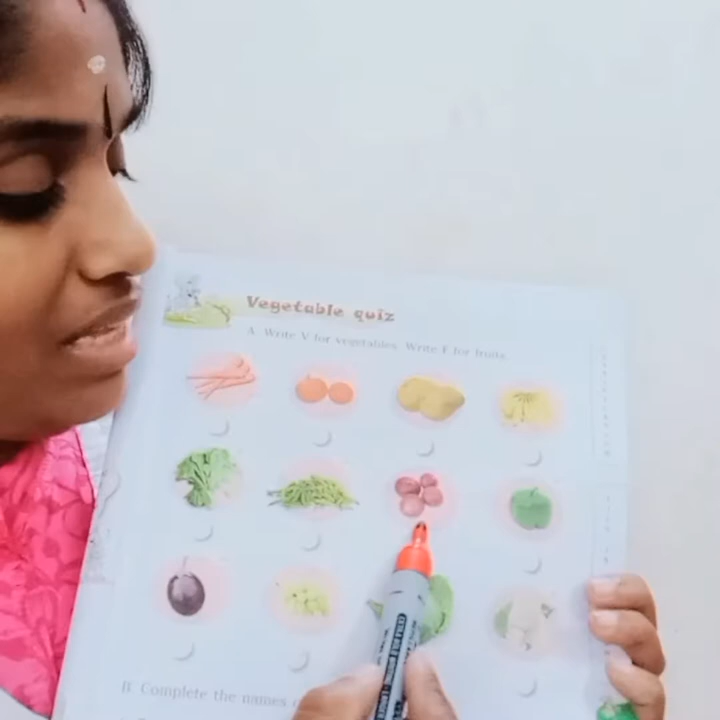 Vegetable quiz
A. Write V for vegetables. Write F for fruits.
B. Complete the names